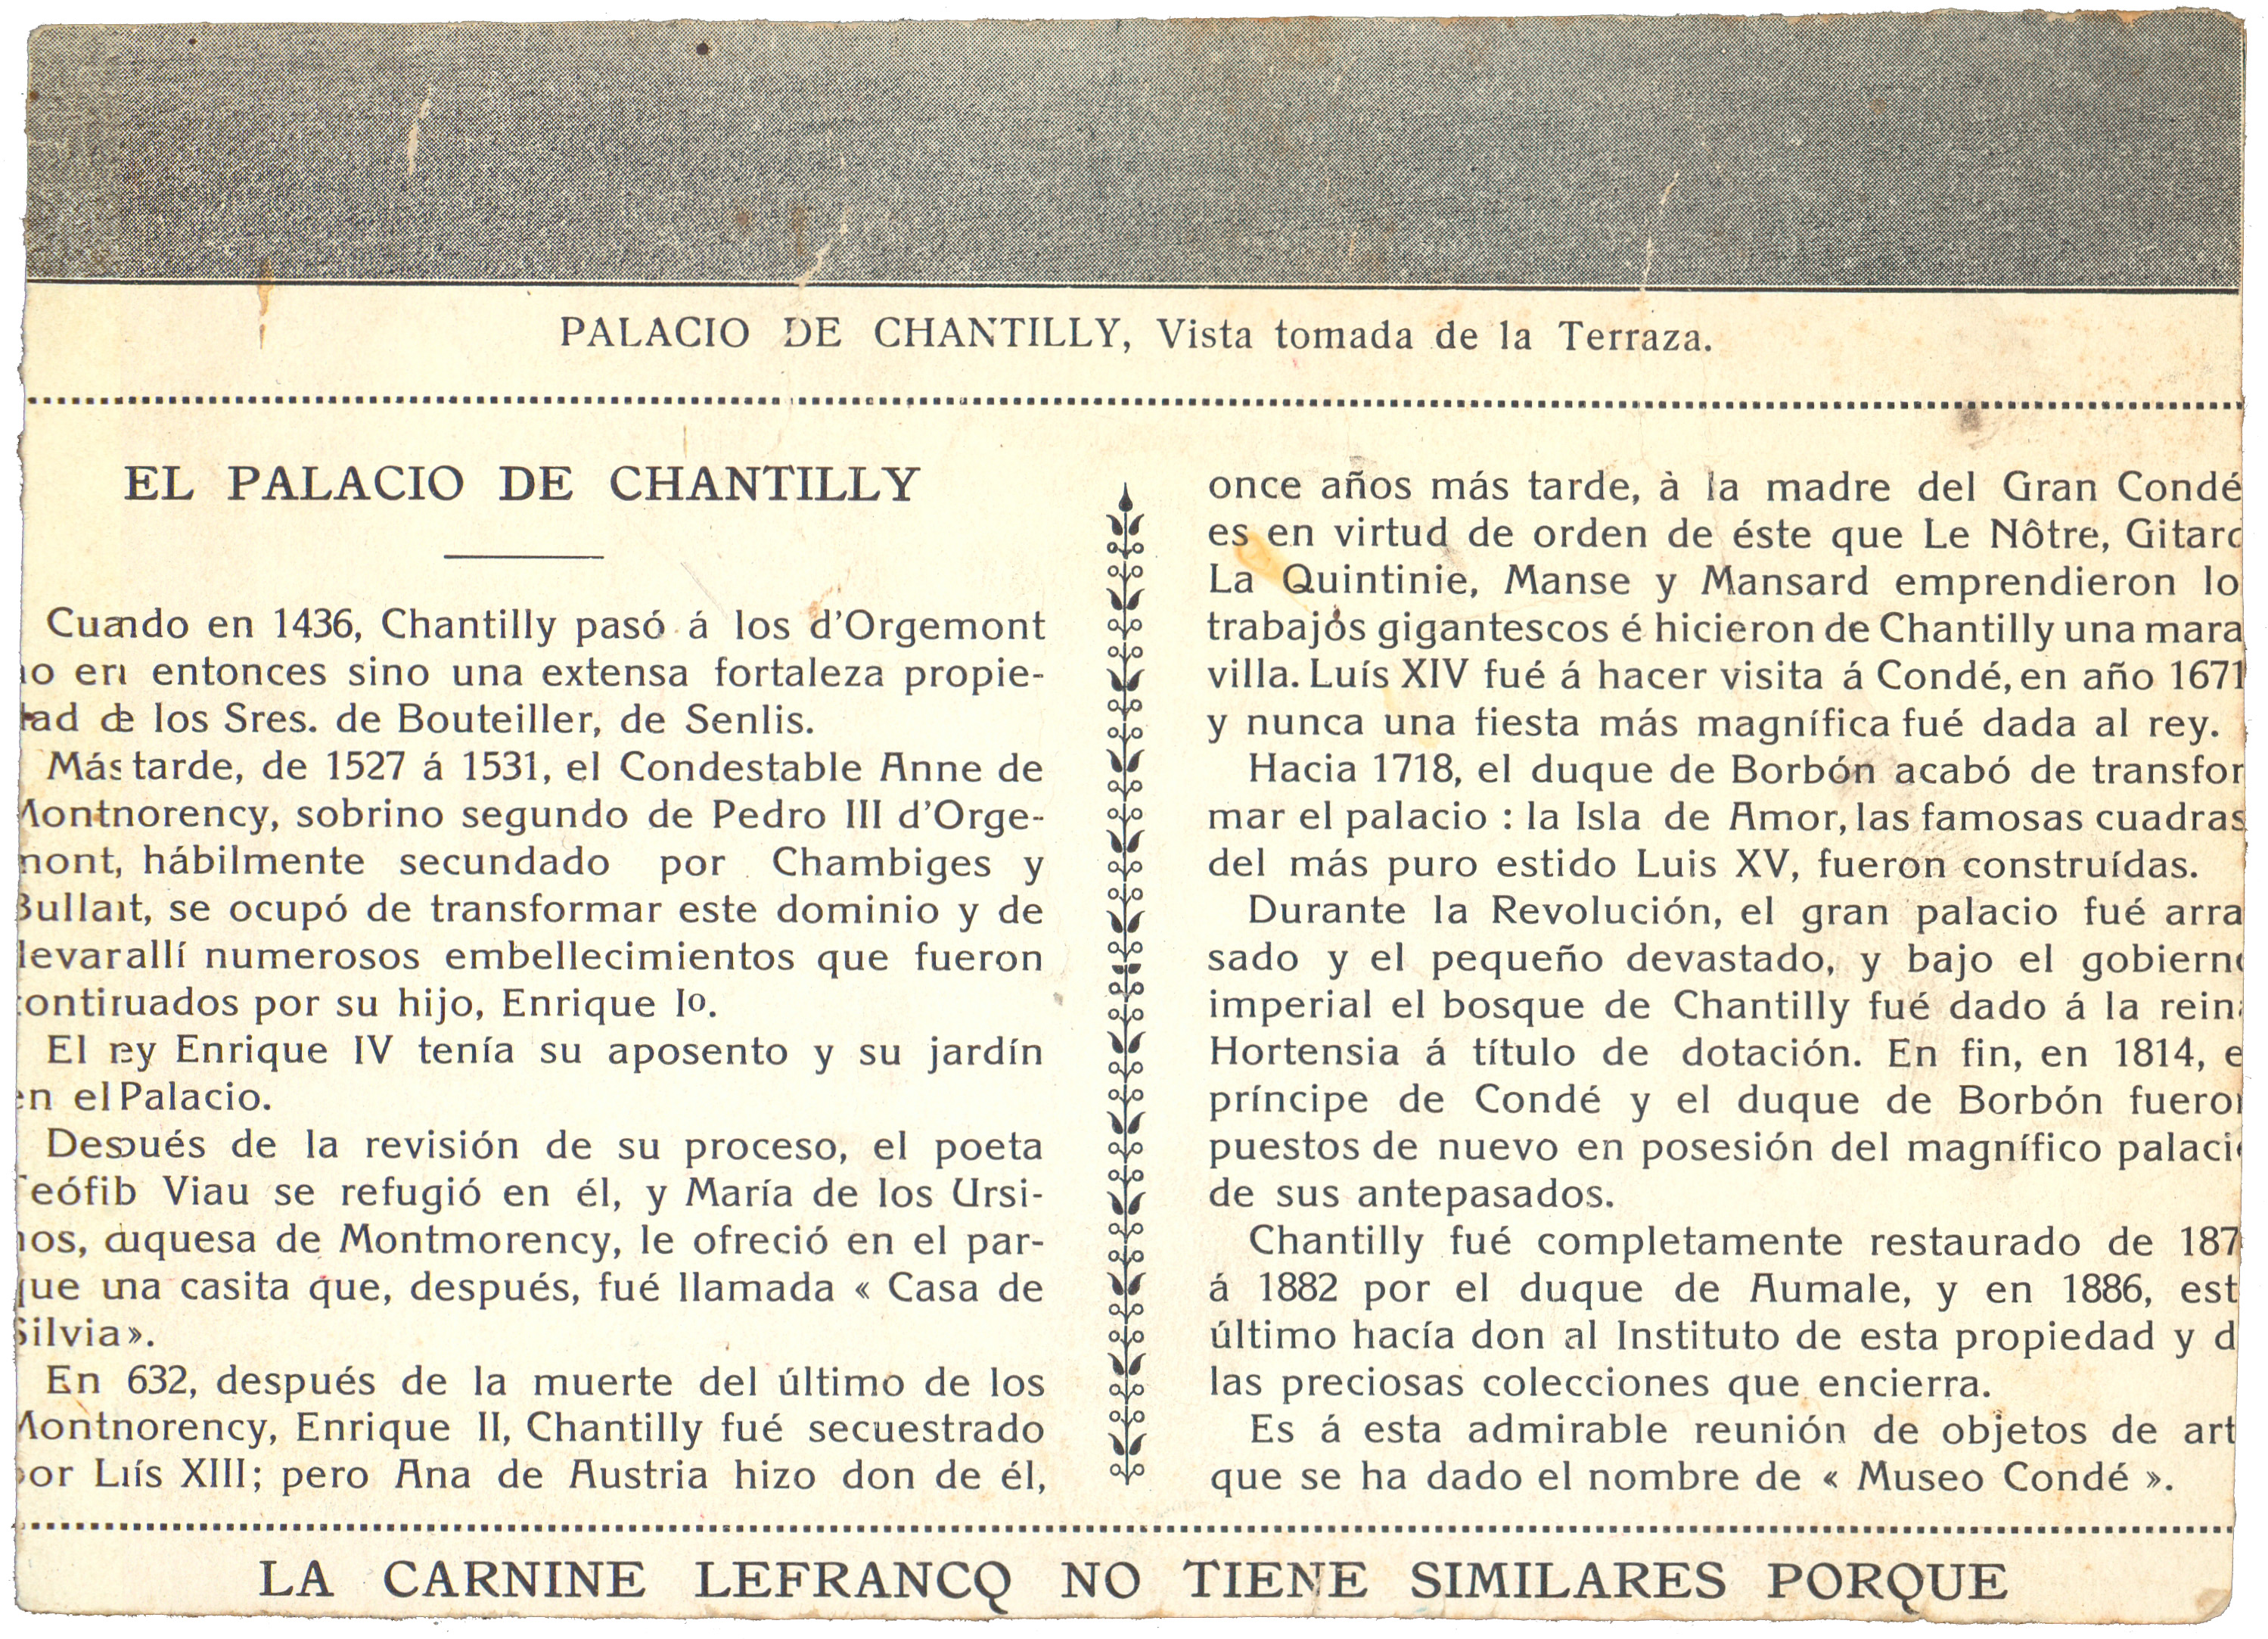 PALACIO DE CHANTILLY, Vista tomada de la Terraza.
EL PALACIO DE CHANTILLY
Cuando en 1436, Chantilly pasó á los d'Orgemont
entonces sino una extensa fortaleza propie-
de los Sres. de Bouteiller, de Senlis.
Más tarde, de 1527 á 1531, el Condestable Anne de
Montnorency, sobrino segundo de Pedro III d'Orge-
mont, hábilmente secundado por Chambiges y
Bullant, se ocupó de transformar este dominio y de
levar allí numerosos embellecimientos que fueron
continuados por su hijo, Enrique Iº.
El rey Enrique IV tenía su aposento y su jardín
en el Palacio.
Después de la revisión de su proceso, el poeta
Teófilo Viau se refugió en él, y María de los Ursi-
nos, duquesa de Montmorency, le ofreció en el par-
que una casita que, después, fué llamada « Casa de
Silvia ».
En 632, después de la muerte del último de los
Montnorency, Enrique II, Chantilly fué secuestrado
por Luís XIII; pero Ana de Austria hizo don de él,
once años más tarde, à la madre del Gran Condé
es en virtud de orden de éste que Le Nôtre, Gitard
La Quintinie, Manse y Mansard emprendieron lo
trabajos gigantescos é hicieron de Chantilly una mara
villa. Luís XIV fué á hacer visita á Condé, en año 1671
y nunca una fiesta más magnífica fué dada al rey.
Hacia 1718, el duque de Borbón acabó de transfor
mar el palacio : la Isla de Amor, las famosas cuadras
del más puro estido Luis XV, fueron construídas.
Durante la Revolución, el gran palacio fué arra
sado y el pequeño devastado, y bajo el gobierno
imperial el bosque de Chantilly fué dado á la reina
Hortensia á título de dotación. En fin, en 1814, e
príncipe de Condé y el duque de Borbón fueron
puestos de nuevo en posesión del magnífico palacio
de sus antepasados.
Chantilly fué completamente restaurado de 187
á 1882 por el duque de Aumale, y en 1886, est
último hacía don al Instituto de esta propiedad y d
las preciosas colecciones que encierra.
Es á esta admirable reunión de objetos de art
que se ha dado el nombre de « Museo Condé ».
LA CARNINE LEFRANCQ NO TIENE SIMILARES PORQUE